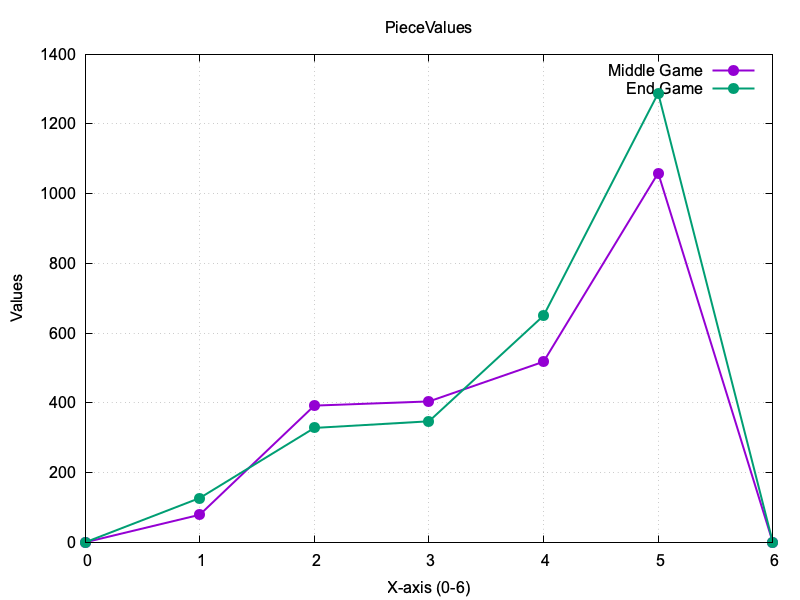 PieceValues
1400
1200
1000
800
600
400
200
0
Values
Middle Game
End Game
0 1 2 3 4 5 6
X-axis (0-6)